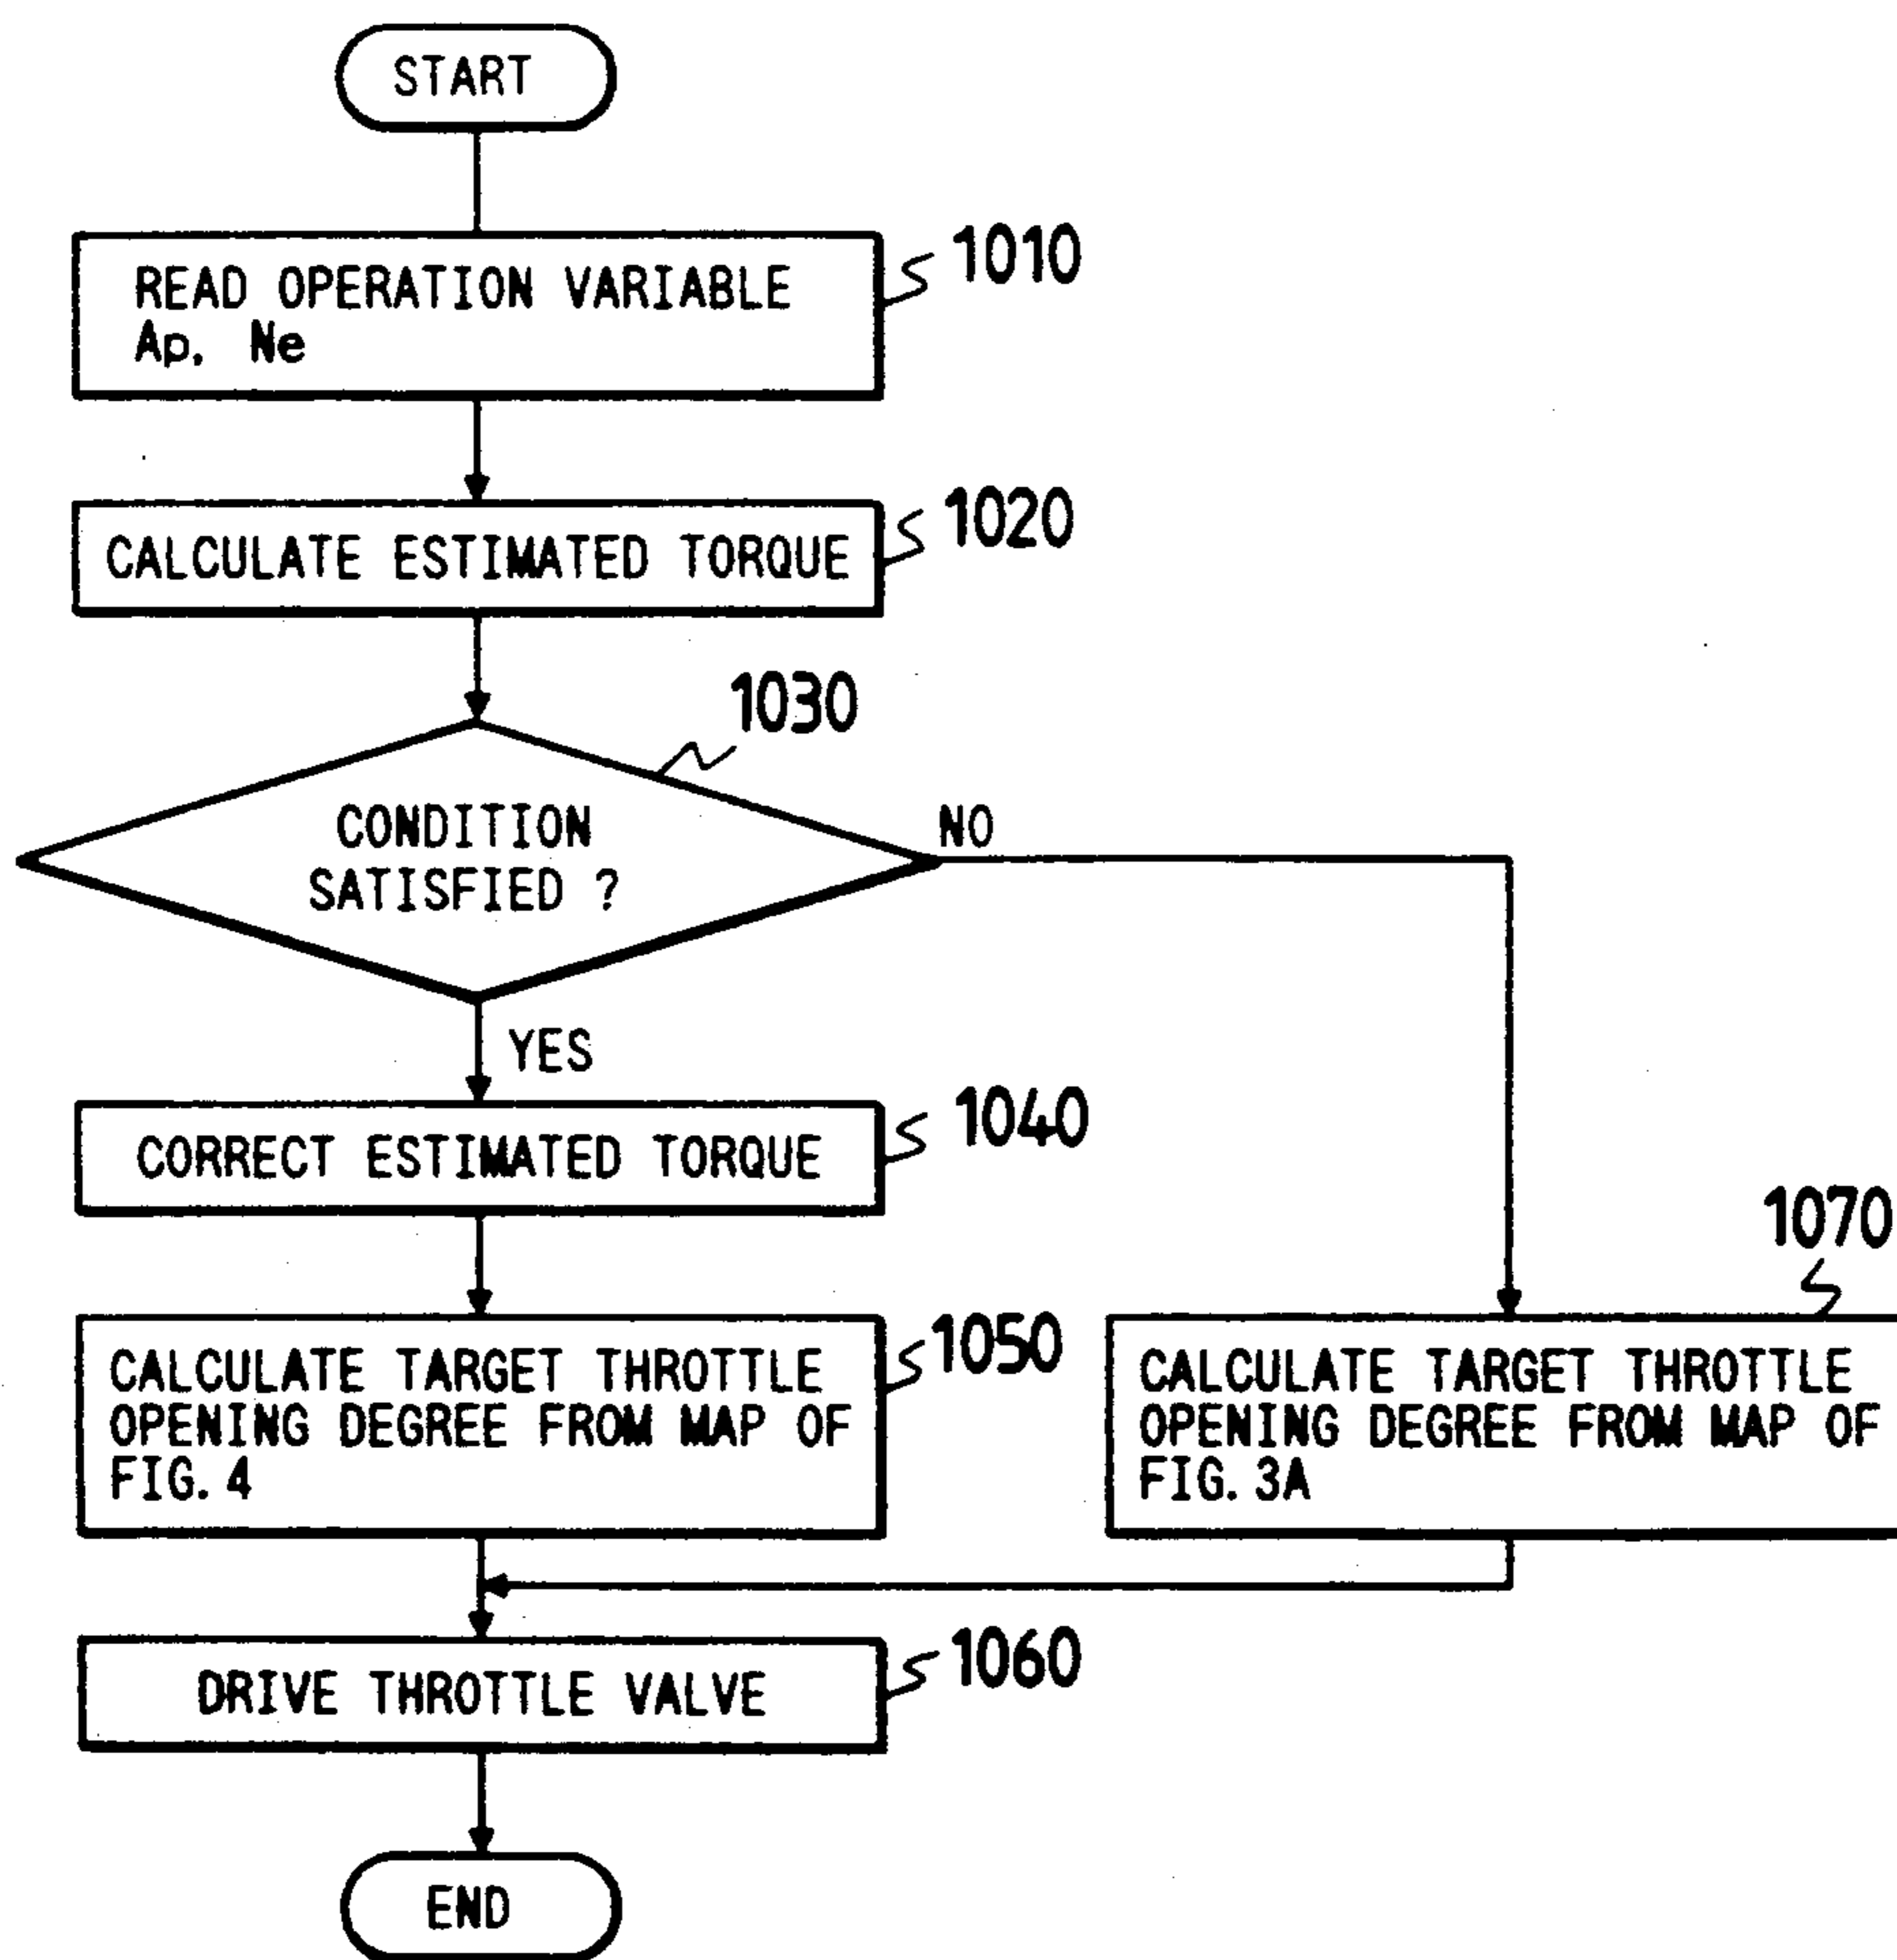 START
READ OPERATION VARIABLE
Ap, Ne
1010
CALCULATE ESTIMATED TORQUE
1020
1030
CONDITION
SATISFIED ?
NO
YES
CORRECT ESTIMATED TORQUE
1040
CALCULATE TARGET THROTTLE
OPENING DEGREE FROM MAP OF
FIG. 4
1050
1070
CALCULATE TARGET THROTTLE
OPENING DEGREE FROM MAP OF
FIG. 3A
DRIVE THROTTLE VALVE
1060
END